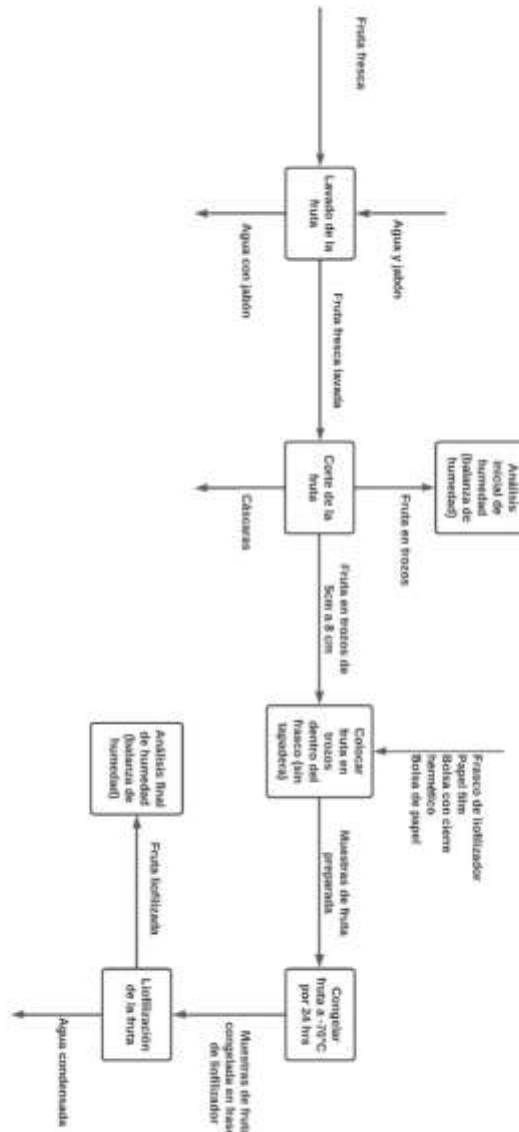 Fruta fresca
Lavado de la
fruta
Agua y jabón
Agua con jabón
Fruta fresca lavada
Corte de la
fruta
Análisis
inicial de
humedad
(balanza de
humedad)
Fruta en trozos
Cáscaras
Fruta en trozos de
5cm a 8 cm
Colocar
fruta en
trozos
dentro del
frasco (sin
tapadera)
Frasco de liofilizador
Papel film
Bolsa con cierre
hermético
Bolsa de papel
Muestras de fruta
preparada
Congelar
fruta a -70°C
por 24 hrs
Muestras de fruta
congelada en frasc
de liofilizador
Liofilización
de la fruta
Agua condensada
Fruta liofilizada
Análisis final
de humedad
(balanza de
humedad)